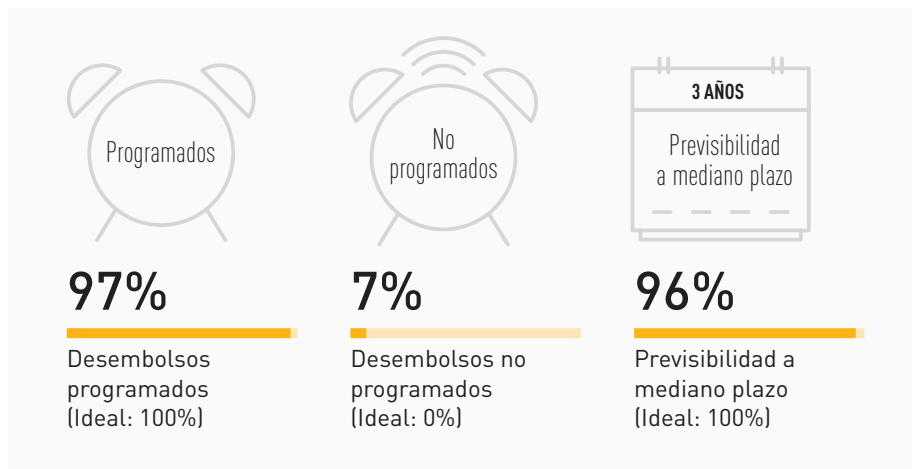 Programados
97%
Desembolsos
programados
(Ideal: 100%)
No
programados
7%
Desembolsos no
programados
(Ideal: 0%)
3 AÑOS
Previsibilidad
a mediano plazo
96%
Previsibilidad a
mediano plazo
(Ideal: 100%)